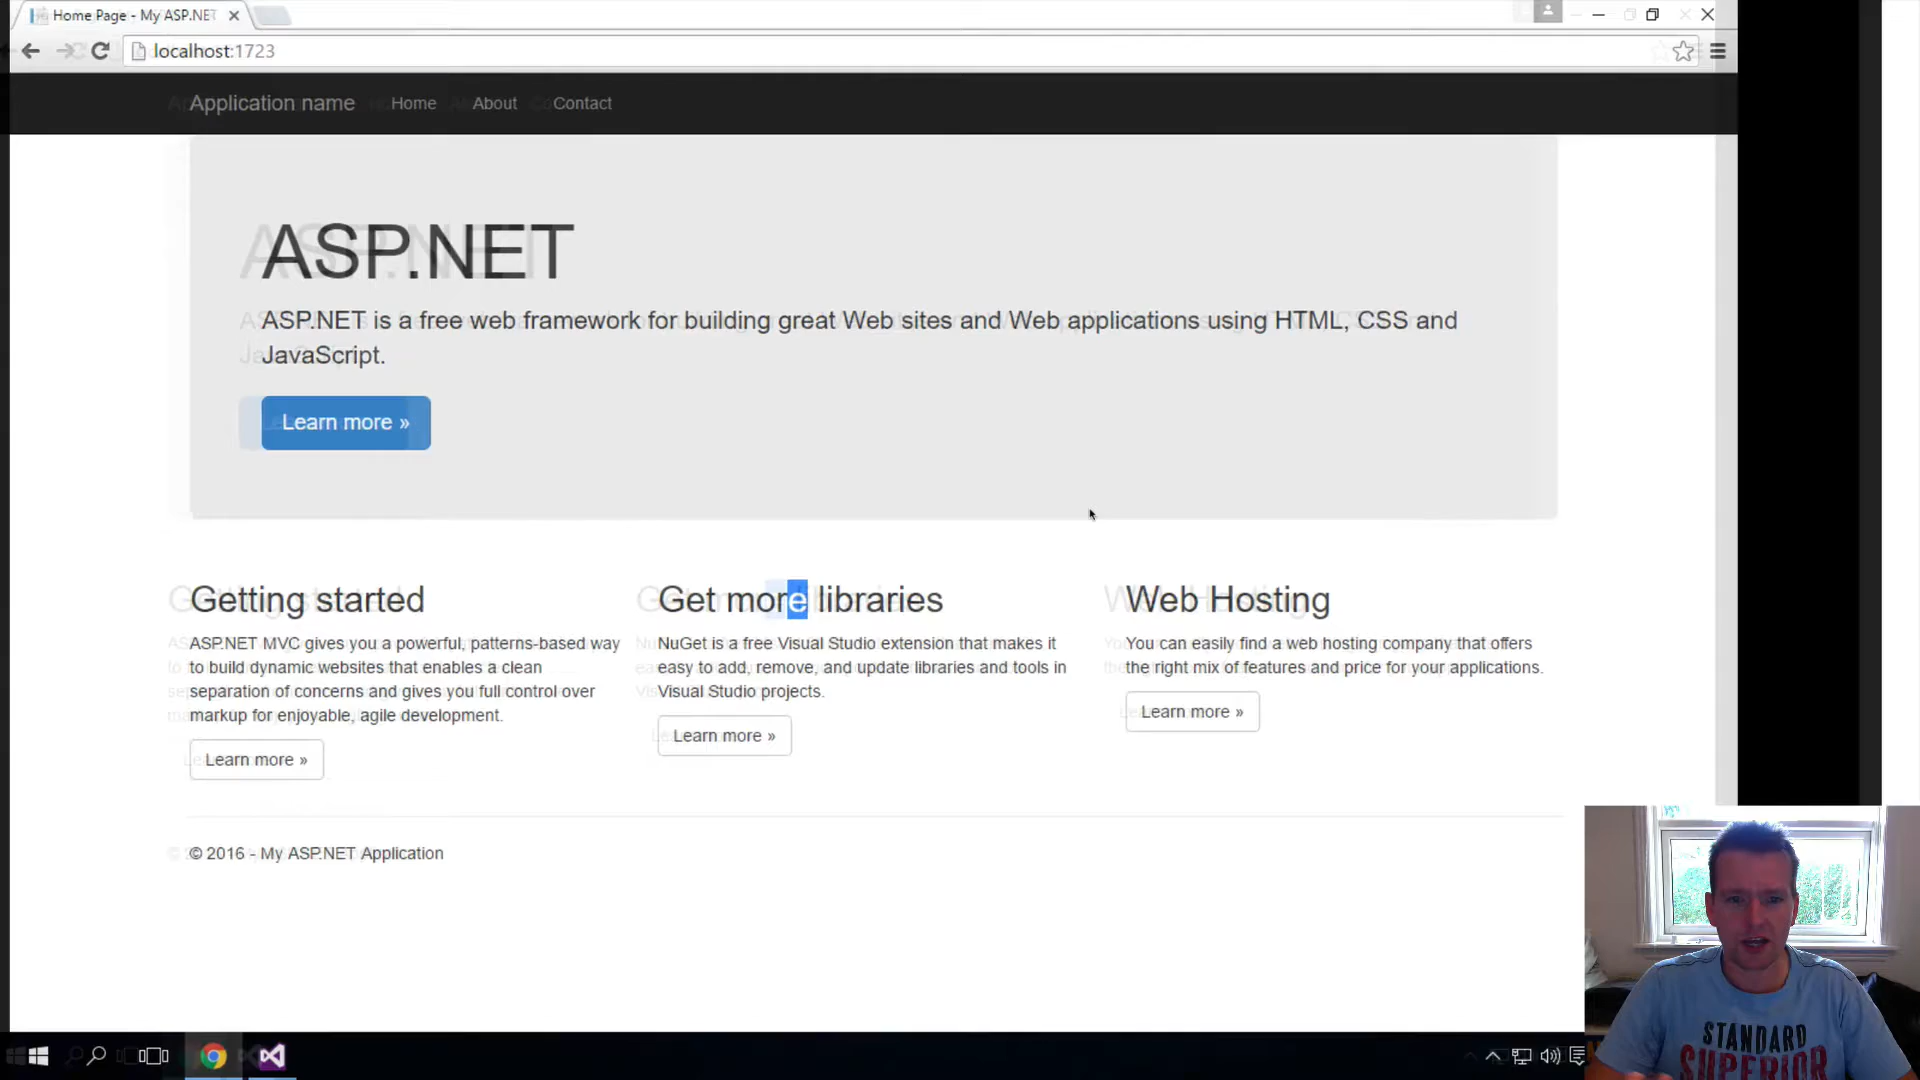 Home Page - My ASP.NET
localhost:1723
Application name Home About Contact
ASP.NET
ASP.NET is a free web framework for building great Web sites and Web applications using HTML, CSS and
JavaScript.
Learn more »
Getting started
ASP.NET MVC gives you a powerful, patterns-based way
to build dynamic websites that enables clean
separation of concerns and gives you full control over
markup for enjoyable, agile development.
Learn more »
Get more libraries
NuGet is a free Visual Studio extension that makes it
easy to add, remove, and update libraries and tools in
Visual Studio projects.
Learn more »
Web Hosting
You can easily find a web hosting company that offers
the right mix of features and price for your applications.
Learn more »
© 2016 - My ASP.NET Application
STANDARD
SUPERIOR